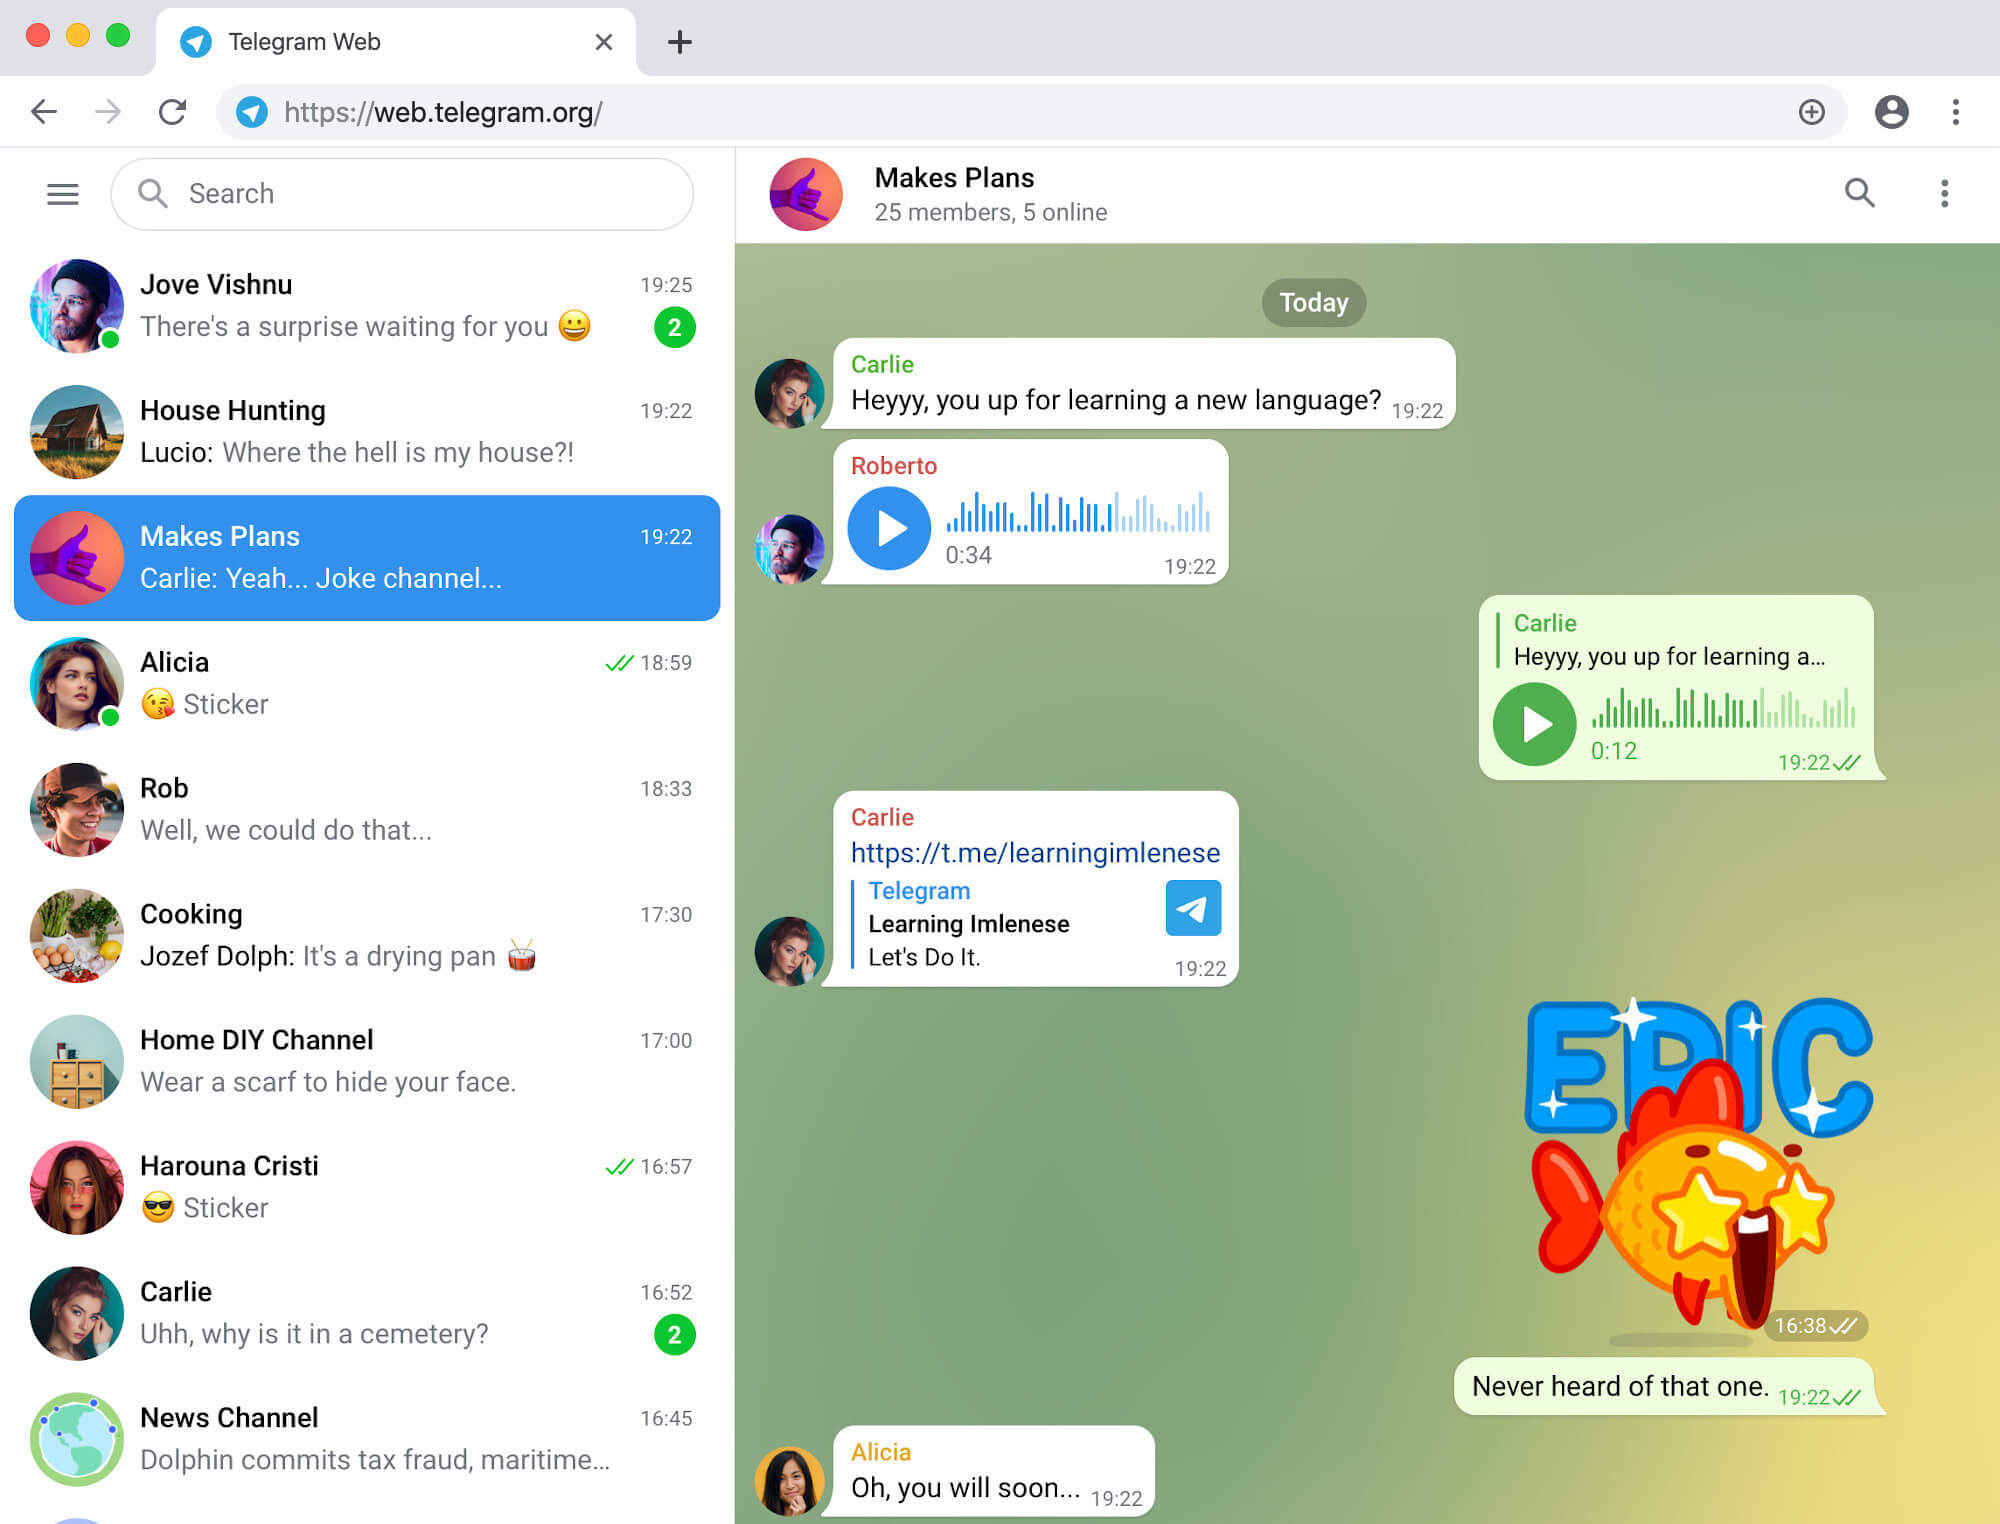 Telegram Web
https://web.telegram.org/
Search
Jove Vishnu 19:25
There's a surprise waiting for you 😀 2
House Hunting 19:22
Lucio: Where the hell is my house?!
Makes Plans 19:22
Carlie: Yeah... Joke channel...
Alicia 18:59
😘 Sticker
Rob 18:33
Well, we could do that...
Cooking 17:30
Jozef Dolph: It's a drying pan 🥁
Home DIY Channel 17:00
Wear a scarf to hide your face.
Harouna Cristi 16:57
😎 Sticker
Carlie 16:52
Uhh, why is it in a cemetery? 2
News Channel 16:45
Dolphin commits tax fraud, maritime...
Makes Plans
25 members, 5 online
Today
Carlie
Heyyy, you up for learning a new language? 19:22
Roberto
0:34 19:22
Carlie
Heyyy, you up for learning a...
0:12 19:22
Carlie
https://t.me/learningimlenese
Telegram
Learning Imlenese
Let's Do It.
19:22
EPIC
16:38
Never heard of that one. 19:22
Alicia
Oh, you will soon... 19:22